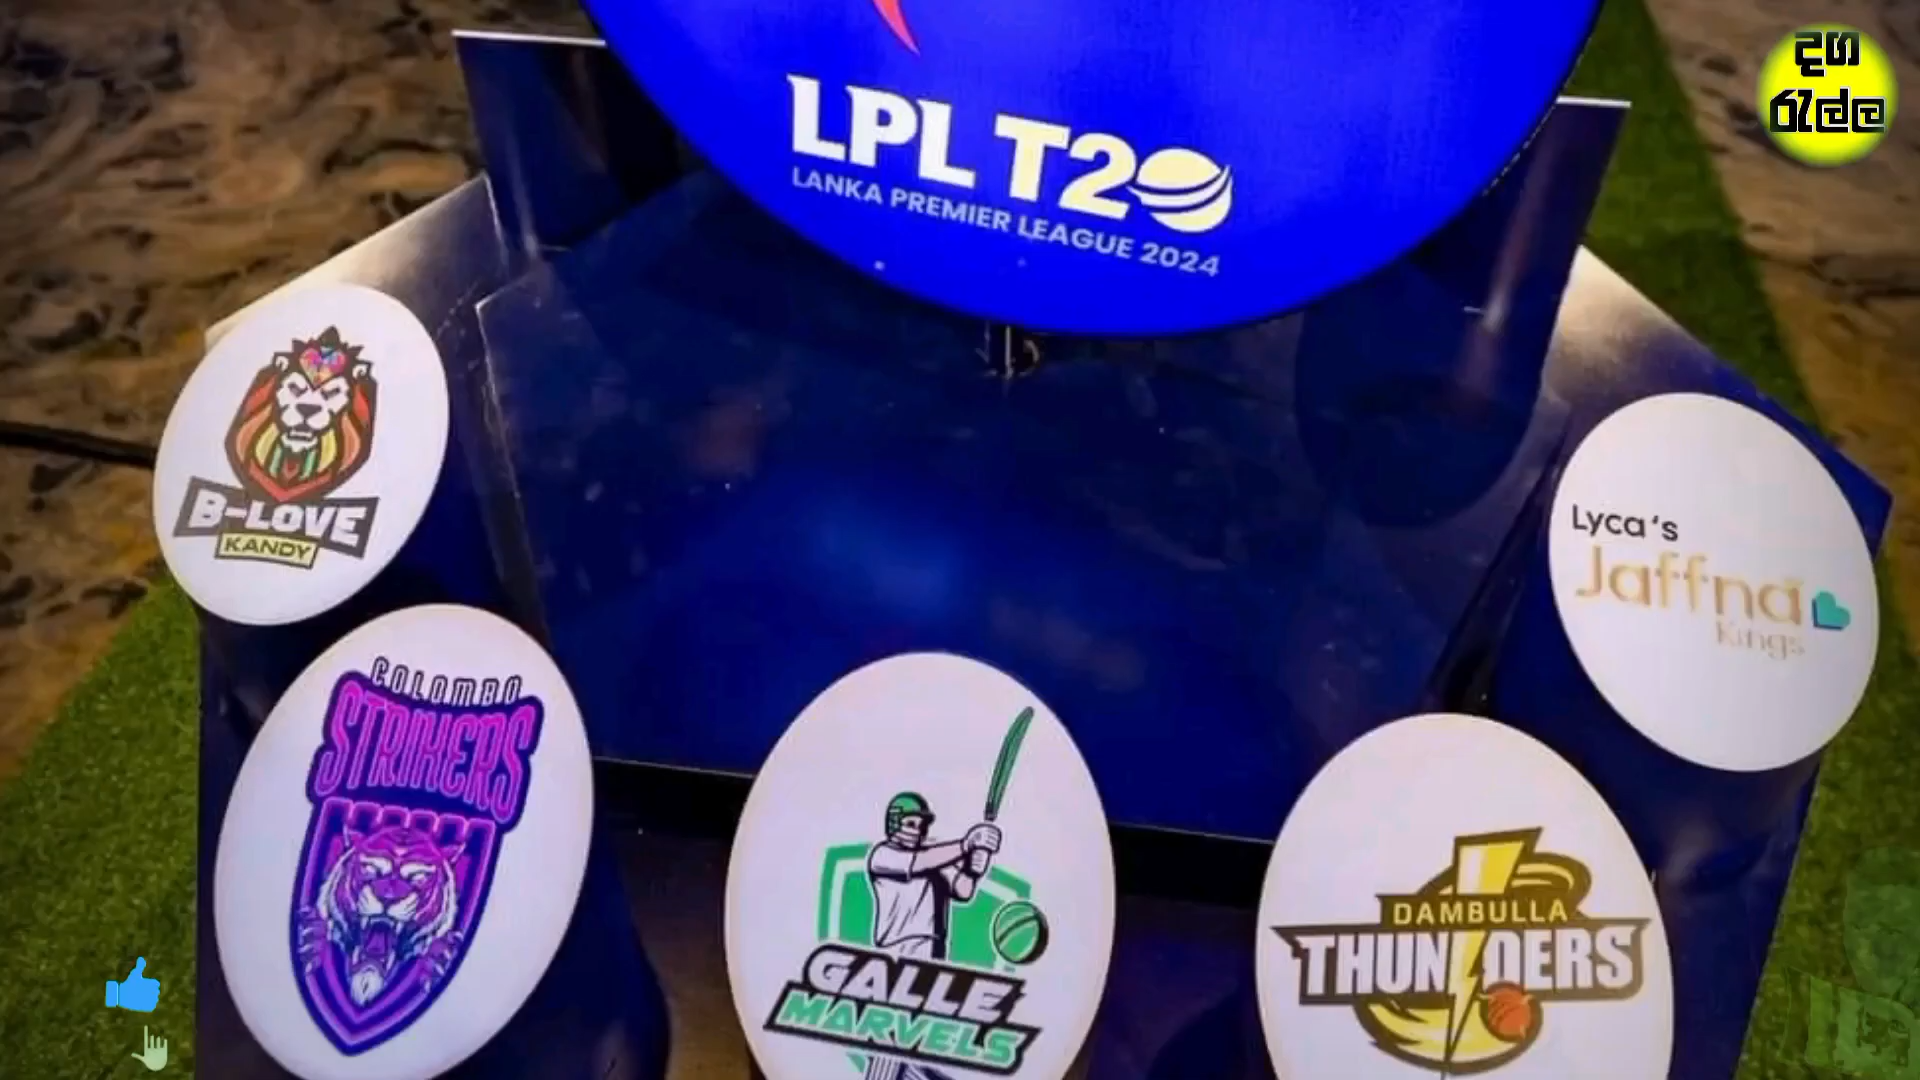 දඟ
රැල්ල
LPL T20
LANKA PREMIER LEAGUE 2024
B-LOVE
KANDY
Lyca's
Jaffna
Kings
COLOMBO
STRIKERS
GALLE
MARVELS
DAMBULLA
THUNDERS